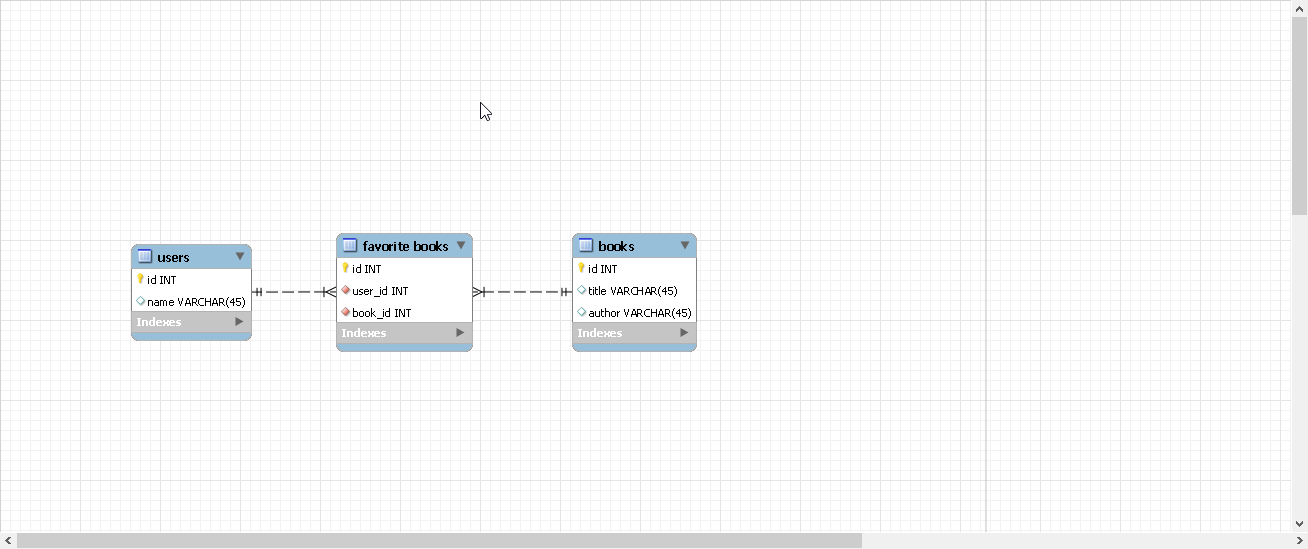 users
id INT
name VARCHAR(45)
Indexes
favorite books
id INT
user_id INT
book_id INT
Indexes
books
id INT
title VARCHAR(45)
author VARCHAR(45)
Indexes